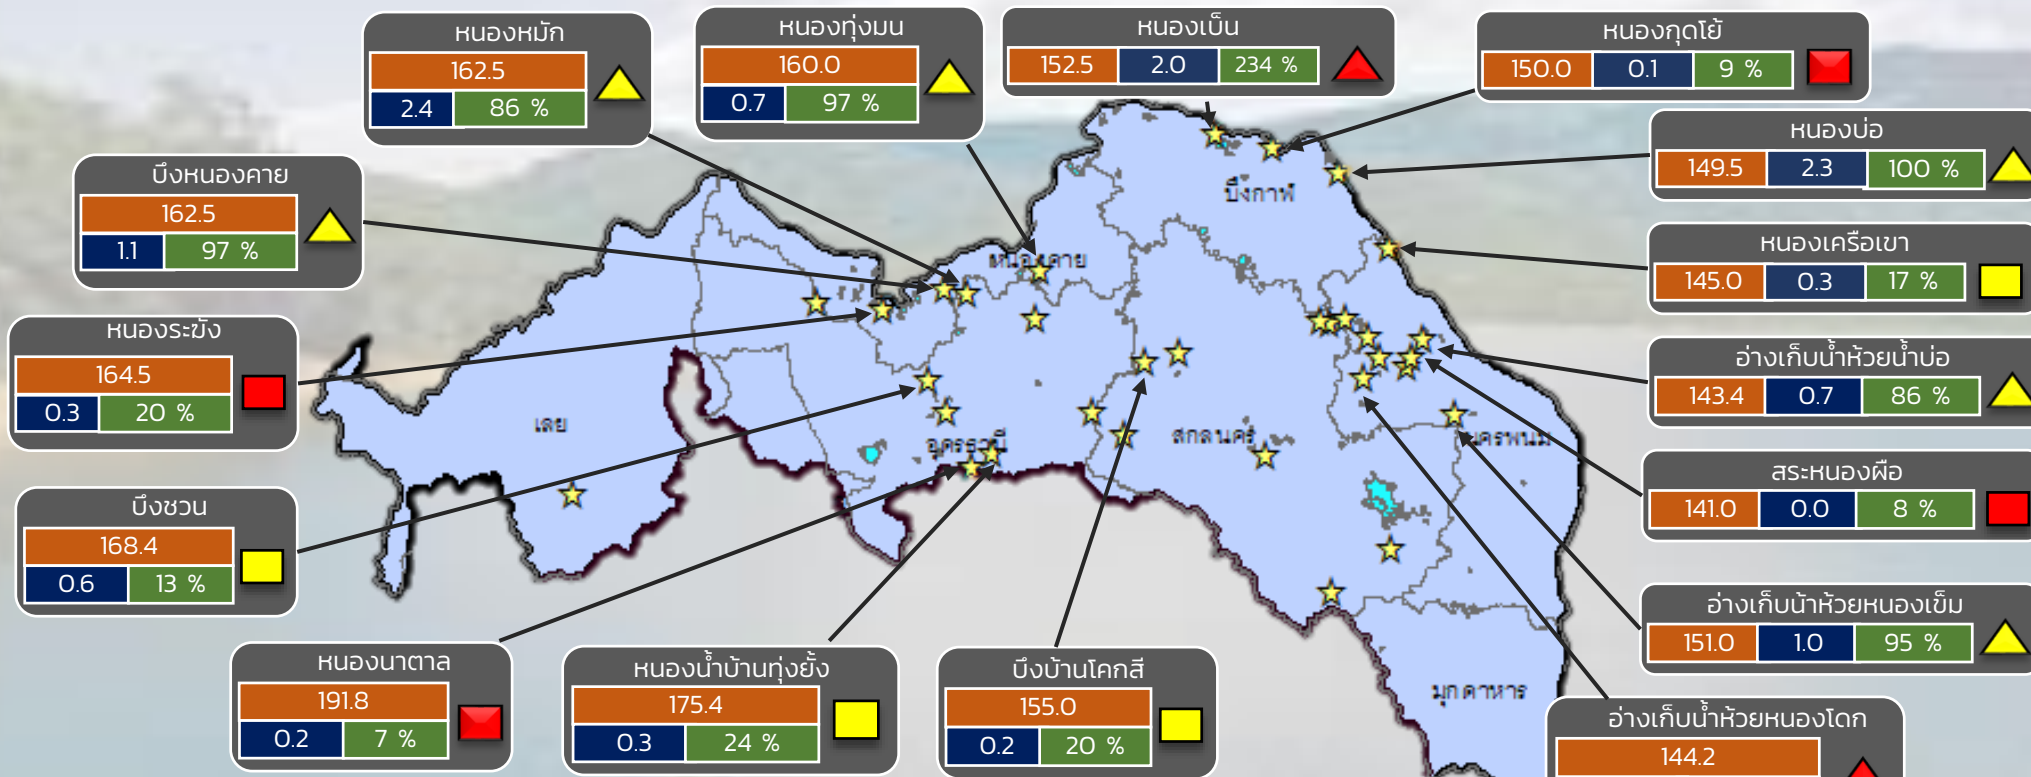 หนองหมัก
162.5
2.4 86 %
หนองทุ่งมน
160.0
0.7 97 %
หนองเบ็น
152.5 2.0 234 %
หนองกุดโย้
150.0 0.1 9 %
หนองบ่อ
149.5 2.3 100 %
บึงหนองคาย
162.5
1.1 97 %
หนองเครือเขา
145.0 0.3 17 %
หนองระฆัง
164.5
0.3 20 %
อ่างเก็บน้ำห้วยน้ำบ่อ
143.4 0.7 86 %
สระหนองผือ
141.0 0.0 8 %
บึงชวน
168.4
0.6 13 %
อ่างเก็บน้าห้วยหนองเข็ม
151.0 1.0 95 %
หนองนาตาล
191.8
0.2 7 %
หนองน้ำบ้านทุ่งยั้ง
175.4
0.3 24 %
บึงบ้านโคกสี
155.0
0.2 20 %
อ่างเก็บน้ำห้วยหนองโดก
144.2
บึงกาฬ
หนองคาย
เลย
อุดรธานี
สกลนคร
นครพนม
มุกดาหาร